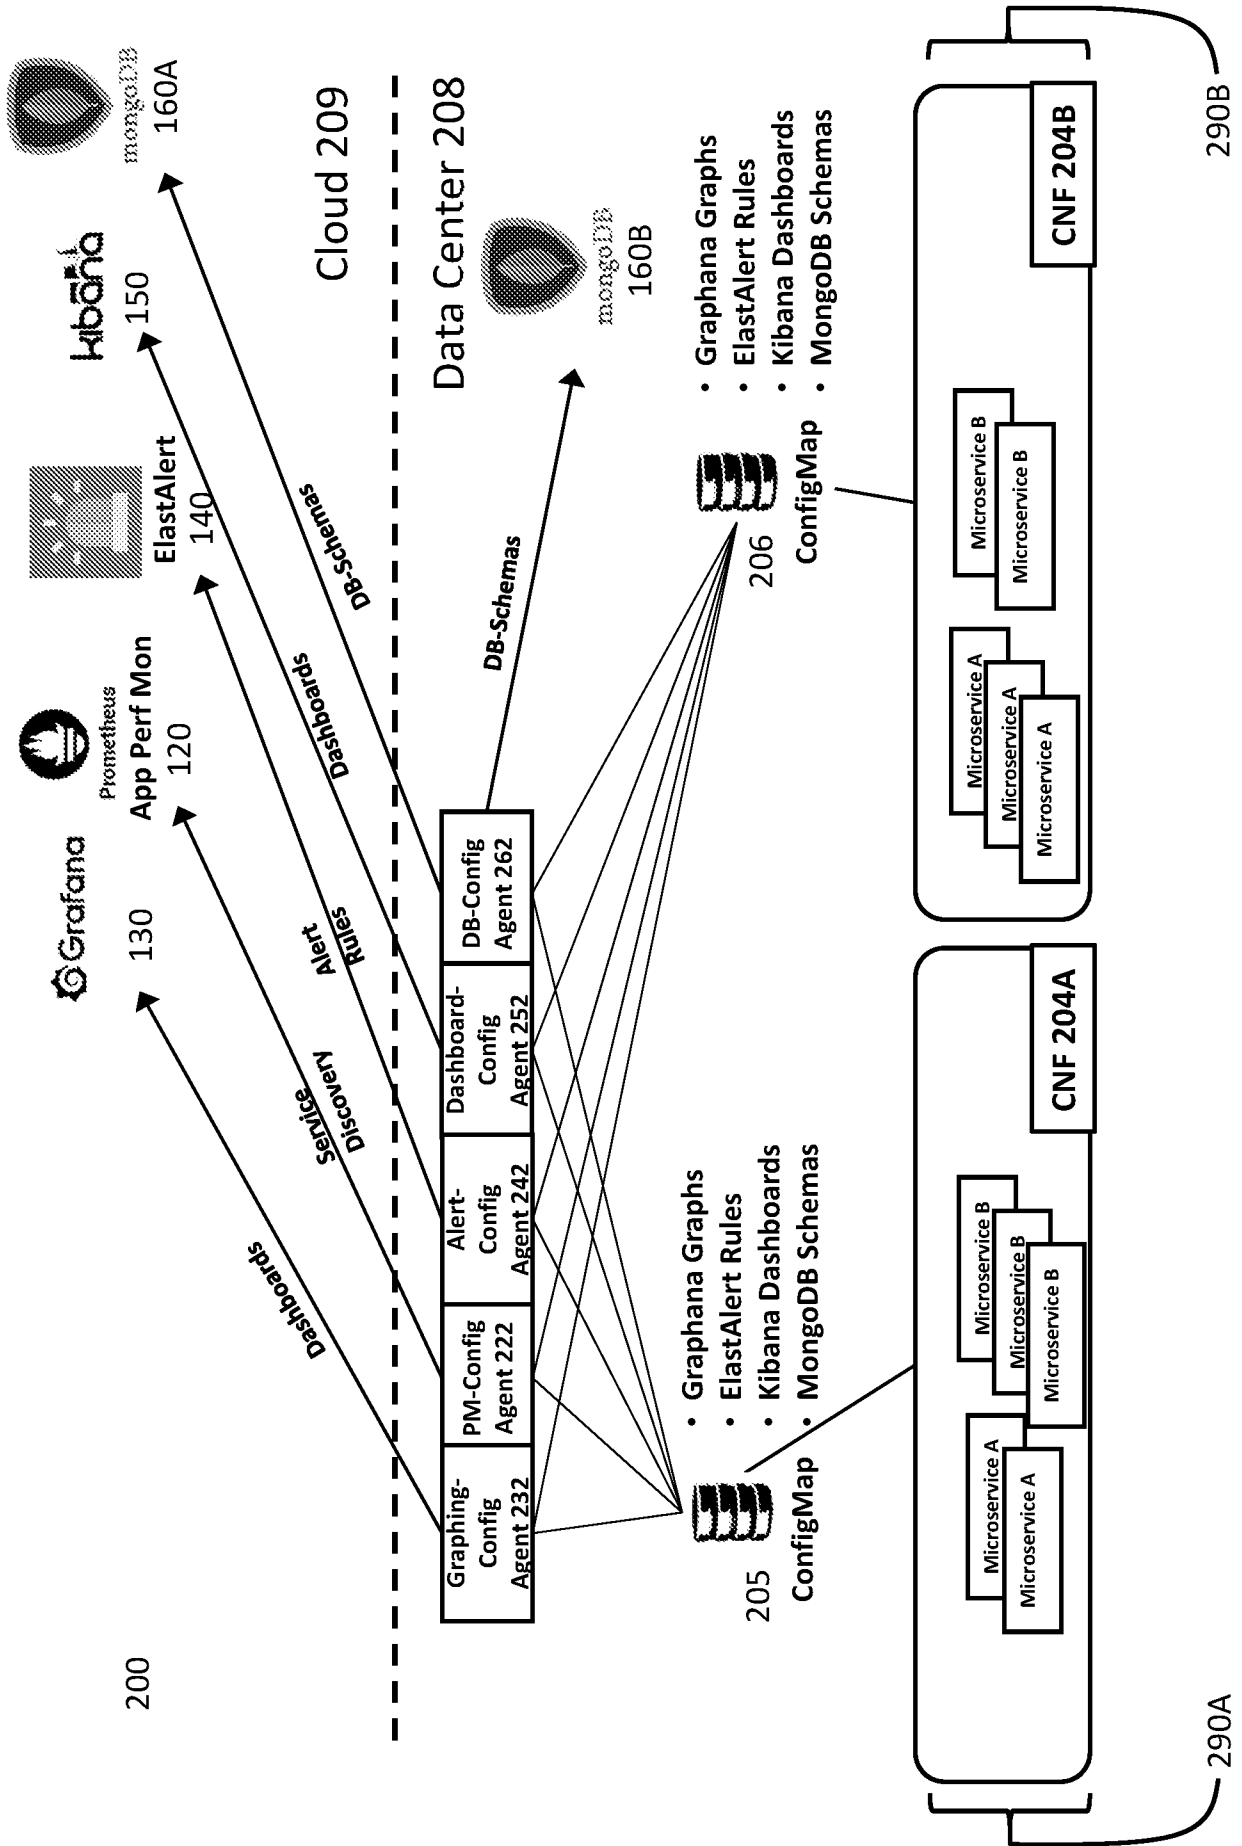 200
Grafana
130
Prometheus
App Perf Mon
120
ElastAlert
140
kibana
150
mongoDB
160A
Dashboards
Service
Discovery
Alert
Rules
Dashboards
DB-Schemas
Cloud 209
Data Center 208
Graphing-
Config
Agent 232
PM-Config
Agent 222
Alert-
Config
Agent 242
Dashboard-
Config
Agent 252
DB-Config
Agent 262
DB-Schemas
mongoDB
160B
205
ConfigMap
• Graphana Graphs
• ElastAlert Rules
• Kibana Dashboards
• MongoDB Schemas
206
ConfigMap
• Graphana Graphs
• ElastAlert Rules
• Kibana Dashboards
• MongoDB Schemas
Microservice A
Microservice A
Microservice B
Microservice B
Microservice B
CNF 204A
Microservice A
Microservice A
Microservice A
Microservice B
Microservice B
CNF 204B
290A
290B